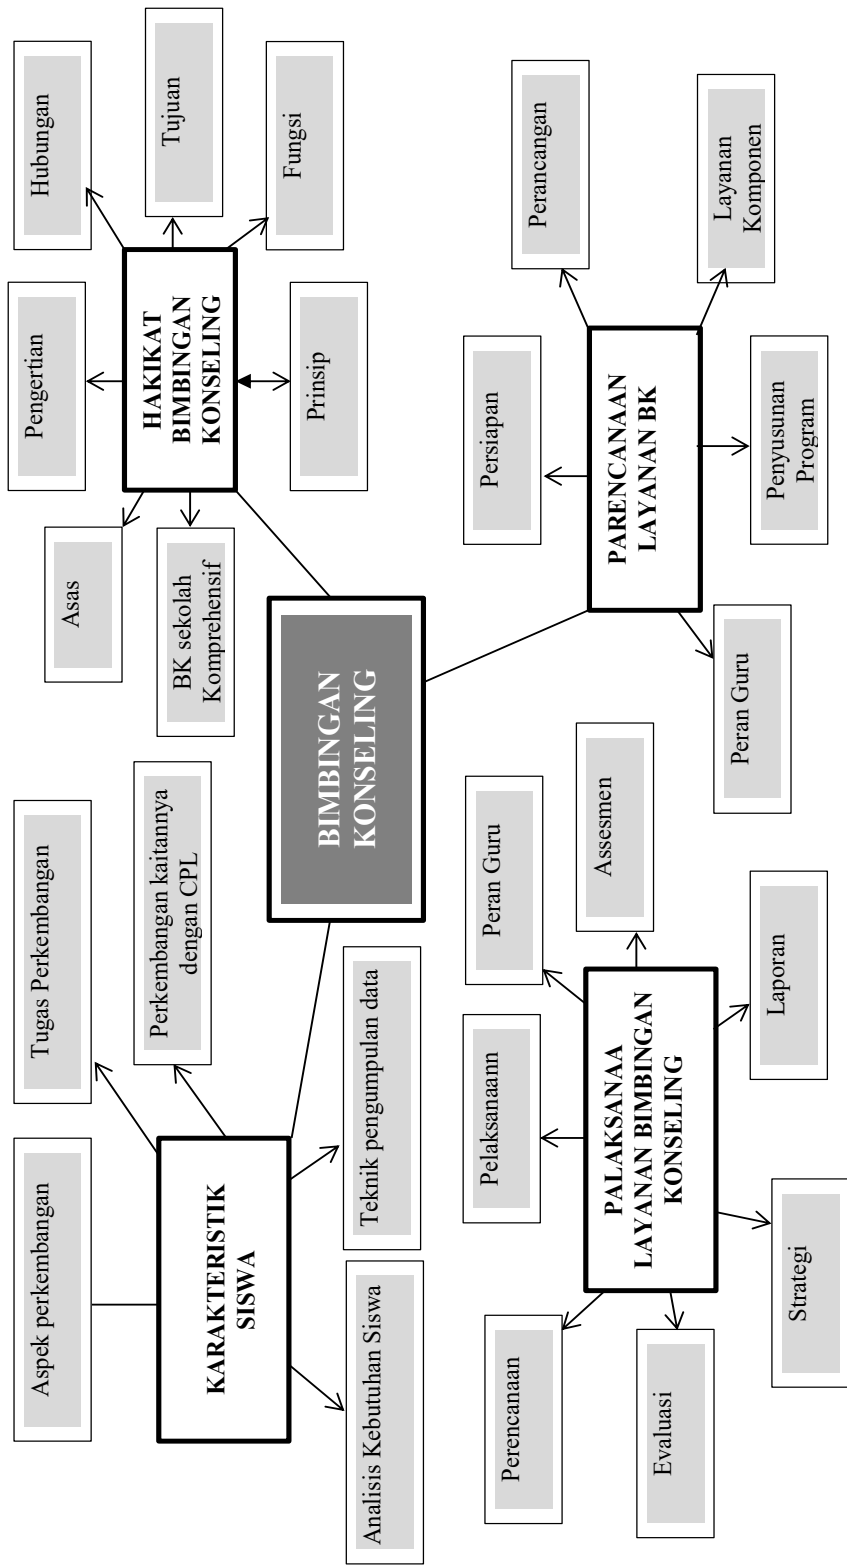 Aspek perkembangan
Tugas Perkembangan
Perkembangan kaitannya
dengan CPL
KARAKTERISTIK
SISWA
Analisis Kebutuhan Siswa
Teknik pengumpulan data
Asas
Pengertian
Hubungan
BK sekolah
Komprehensif
HAKIKAT
BIMBINGAN
KONSELING
Tujuan
Prinsip
Fungsi
BIMBINGAN
KONSELING
Perencanaan
Pelaksanaann
Peran Guru
PALAKSANAA
LAYANAN BIMBINGAN
KONSELING
Assesmen
Evaluasi
Strategi
Laporan
Persiapan
Perancangan
PARENCANAAN
LAYANAN BK
Peran Guru
Penyusunan
Program
Layanan
Komponen